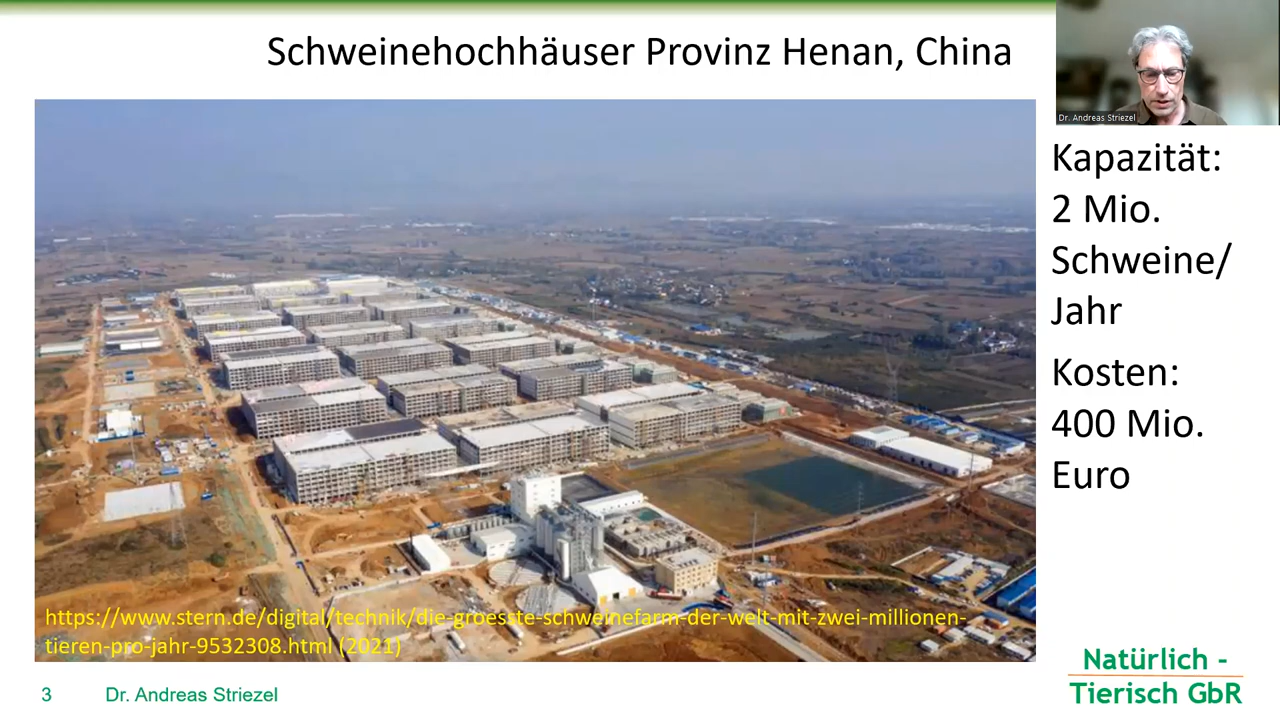 Schweinehochhäuser Provinz Henan, China
Dr. Andreas Striezel
Kapazität:
2 Mio.
Schweine/
Jahr
Kosten:
400 Mio.
Euro
https://www.stern.de/digital/technik/die-groesste-schweinefarm-der-welt-mit-zwei-millionen-
tieren-pro-jahr-9532308.html (2021)
Natürlich -
Tierisch GbR
3 Dr. Andreas Striezel